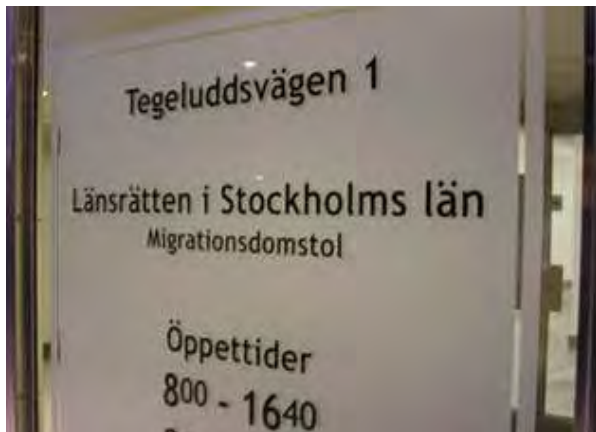 Tegeluddsvägen 1
Länsrätten i Stockholms län
Migrationsdomstol
Öppettider
800 - 1640